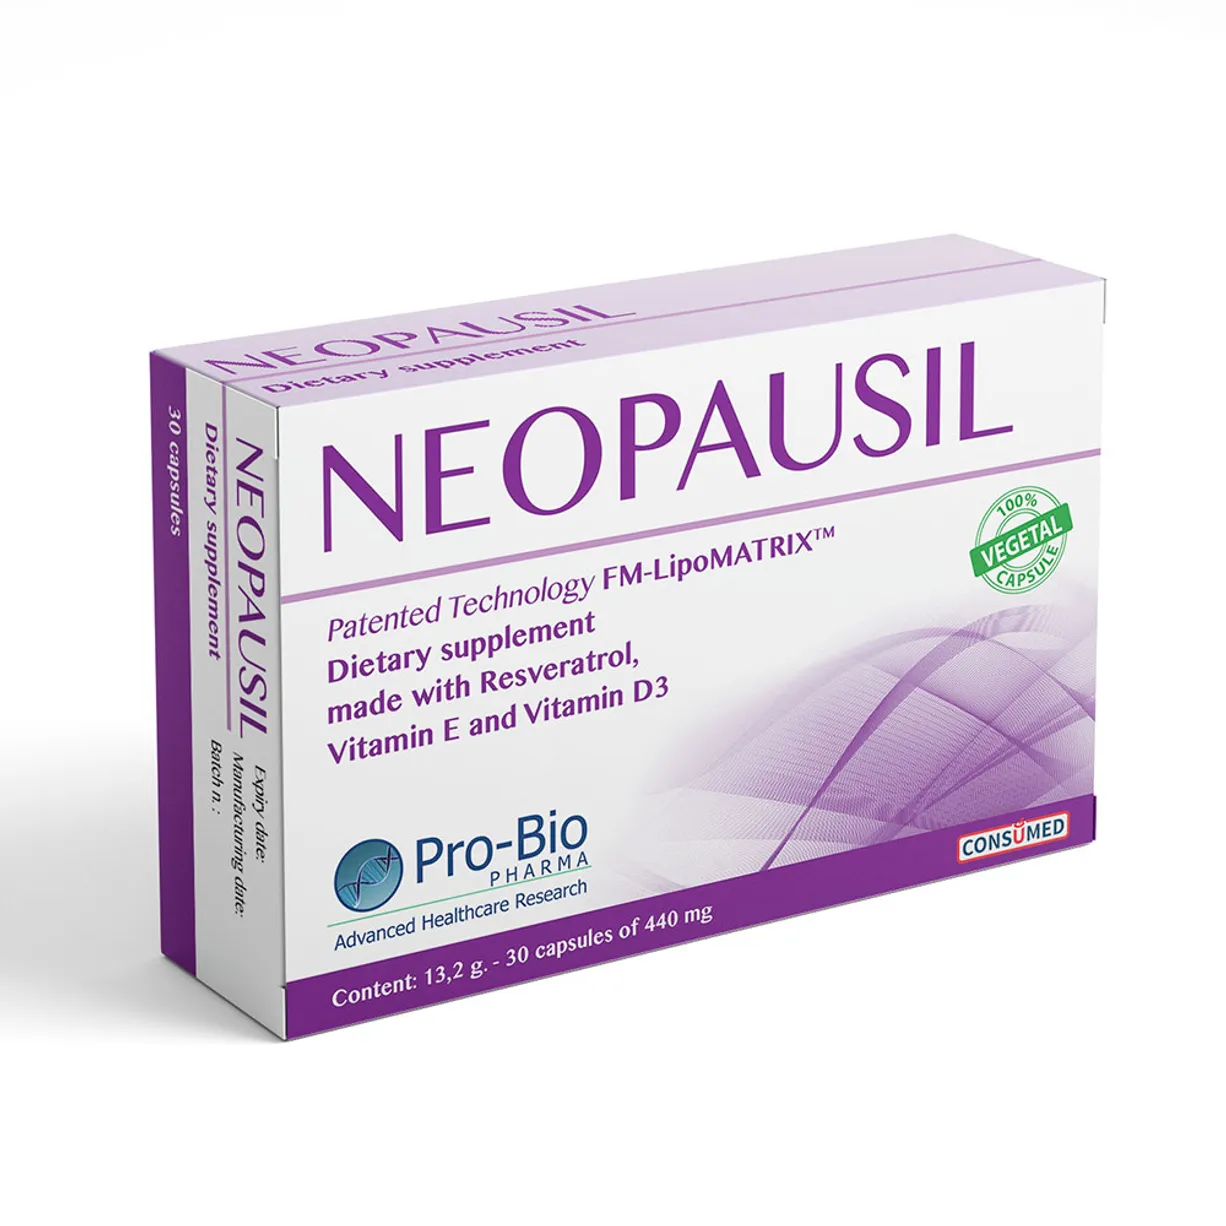 NEOPAUSIL
Dietary supplement
NEOPAUSIL
Patented Technology FM-LipoMATRIX™
Dietary supplement
made with Resveratrol,
Vitamin E and Vitamin D3
100%
VEGETAL
CAPSULE
Pro-Bio
PHARMA
Advanced Healthcare Research
CONSUMED
Content: 13,2 g. - 30 capsules of 440 mg
NEOPAUSIL
Dietary supplement
30 capsules
Expiry date:
Manufacturing date:
Batch n. :